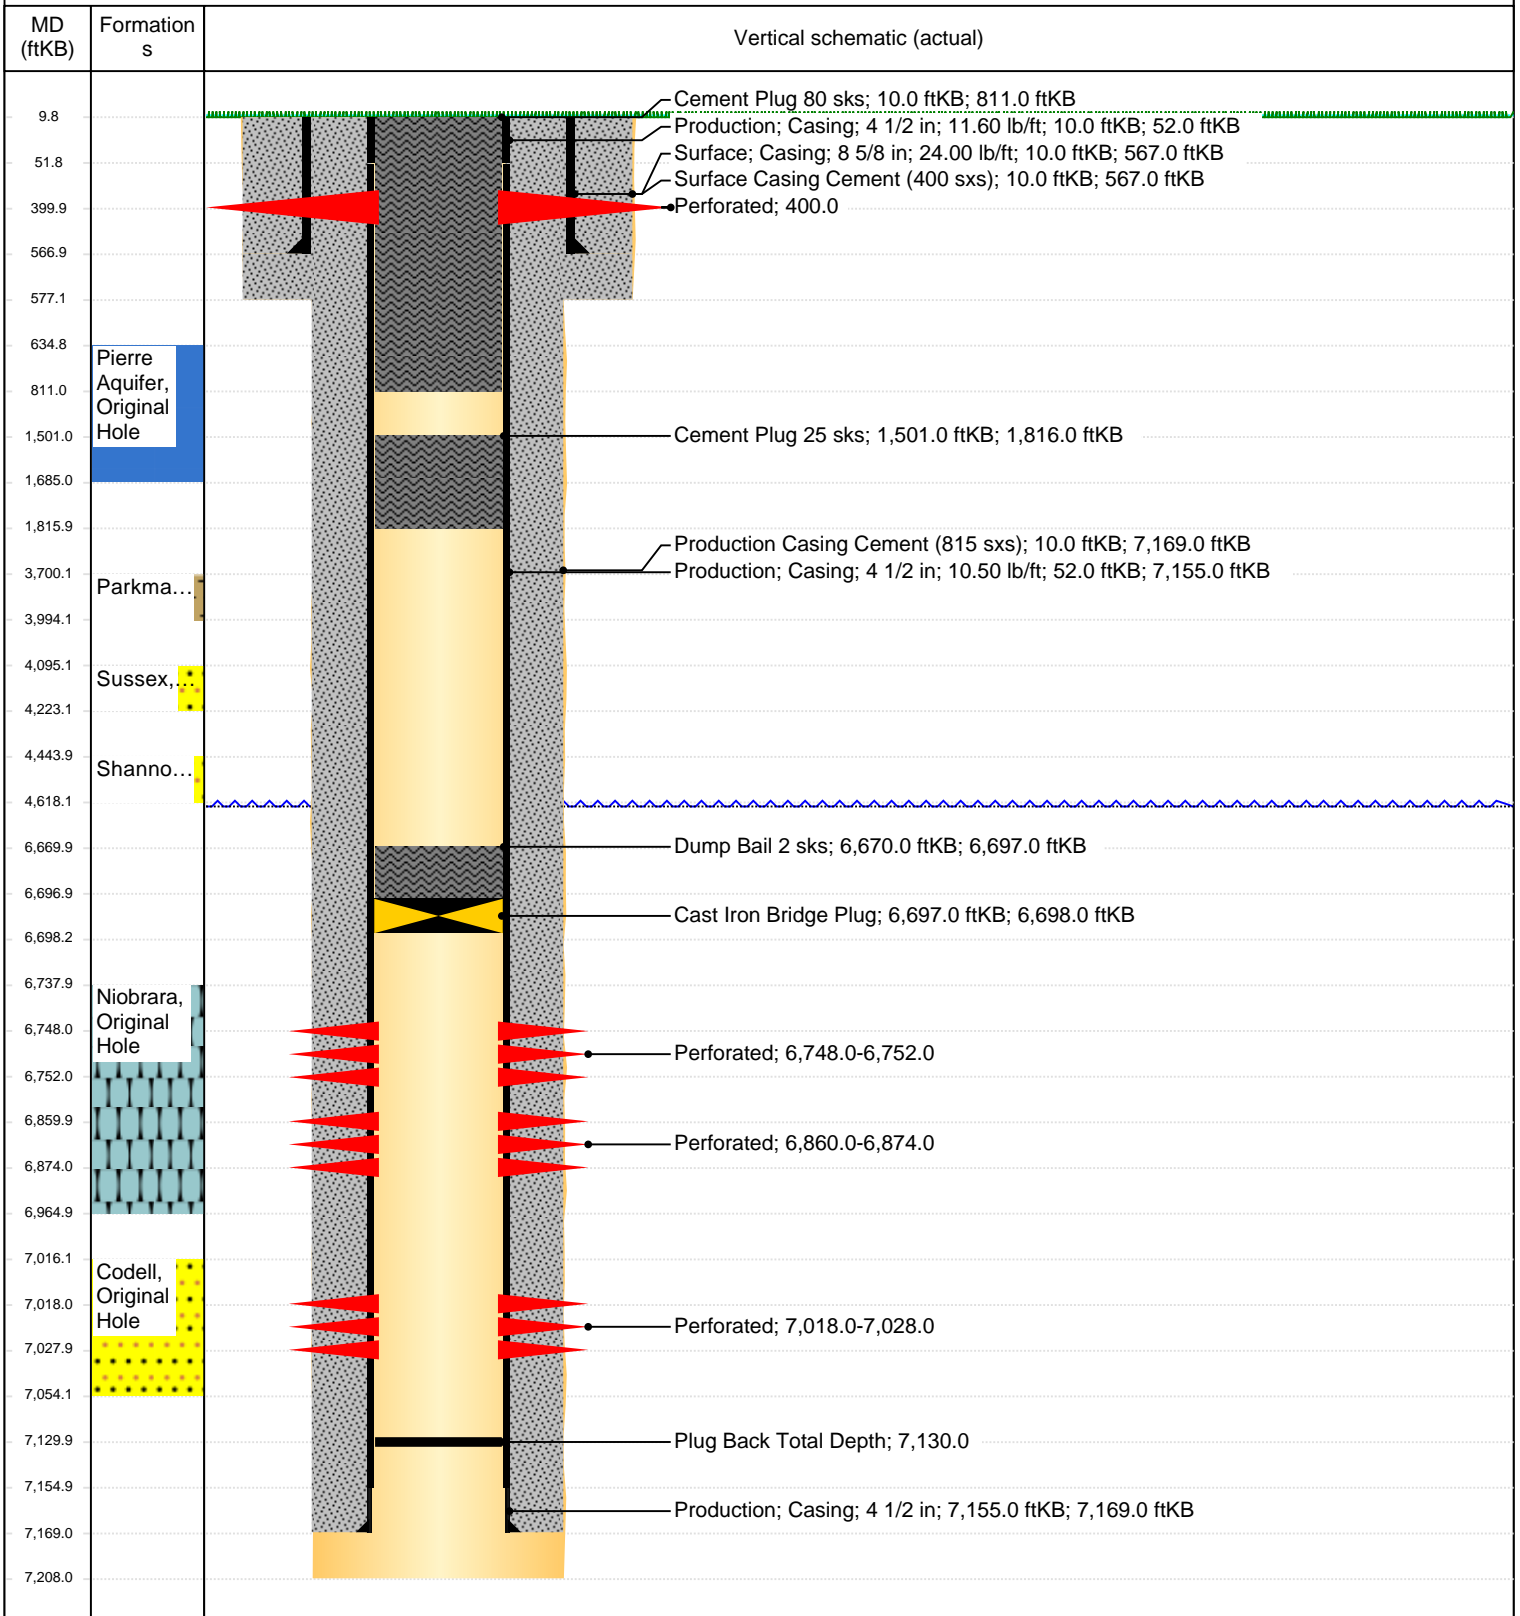 MD
(ftKB)
Formation
s
Vertical schematic (actual)
9.8
51.8
399.9
566.9
577.1
634.8
811.0
1,501.0
1,685.0
1,815.9
3,700.1
3,994.1
4,095.1
4,223.1
4,443.9
4,618.1
6,669.9
6,696.9
6,698.2
6,737.9
6,748.0
6,752.0
6,859.9
6,874.0
6,964.9
7,016.1
7,018.0
7,027.9
7,054.1
7,129.9
7,154.9
7,169.0
7,208.0
Pierre
Aquifer,
Original
Hole
Parkma...
Sussex,...
Shanno...
Niobrara,
Original
Hole
Codell,
Original
Hole
Cement Plug 80 sks; 10.0 ftKB; 811.0 ftKB
Production; Casing; 4 1/2 in; 11.60 lb/ft; 10.0 ftKB; 52.0 ftKB
Surface; Casing; 8 5/8 in; 24.00 lb/ft; 10.0 ftKB; 567.0 ftKB
Surface Casing Cement (400 sxs); 10.0 ftKB; 567.0 ftKB
Perforated; 400.0
Cement Plug 25 sks; 1,501.0 ftKB; 1,816.0 ftKB
Production Casing Cement (815 sxs); 10.0 ftKB; 7,169.0 ftKB
Production; Casing; 4 1/2 in; 10.50 lb/ft; 52.0 ftKB; 7,155.0 ftKB
Dump Bail 2 sks; 6,670.0 ftKB; 6,697.0 ftKB
Cast Iron Bridge Plug; 6,697.0 ftKB; 6,698.0 ftKB
Perforated; 6,748.0-6,752.0
Perforated; 6,860.0-6,874.0
Perforated; 7,018.0-7,028.0
Plug Back Total Depth; 7,130.0
Production; Casing; 4 1/2 in; 7,155.0 ftKB; 7,169.0 ftKB